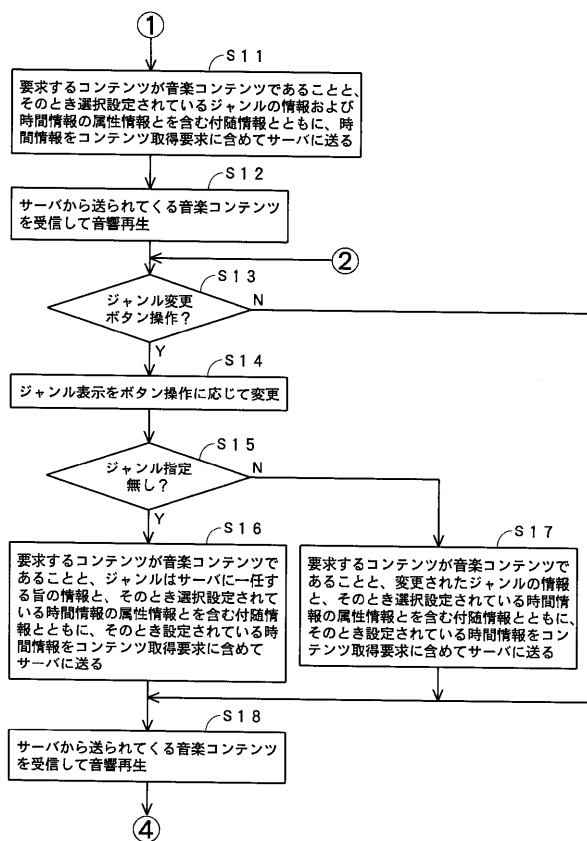 ①
S11
要求するコンテンツが音楽コンテンツであることと、
そのとき選択設定されているジャンルの情報および
時間情報の属性情報とを含む付随情報とともに、時
間情報をコンテンツ取得要求に含めてサーバに送る
S12
サーバから送られてくる音楽コンテンツ
を受信して音響再生
②
S13
ジャンル変更
ボタン操作？
N
Y
S14
ジャンル表示をボタン操作に応じて変更
S15
ジャンル指定
無し？
N
Y
S16
要求するコンテンツが音楽コンテンツで
あることと、ジャンルはサーバに一任する
旨の情報と、そのとき選択設定されて
いる時間情報の属性情報とを含む付随情
報とともに、そのとき設定されている時
間情報をコンテンツ取得要求に含めて
サーバに送る
S17
要求するコンテンツが音楽コンテンツで
あることと、変更されたジャンルの情報
と、そのとき選択設定されている時間情
報の属性情報とを含む付随情報とともに、
そのとき設定されている時間情報をコン
テンツ取得要求に含めてサーバに送る
S18
サーバから送られてくる音楽コンテンツ
を受信して音響再生
④